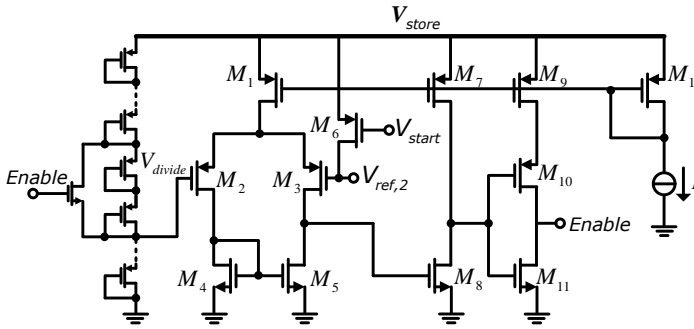 V_store
M_1
M_7
M_9
M_1
M_6
V_start
V_divide
Enable
M_2
M_3
V_ref,2
M_10
Enable
M_4
M_5
M_8
M_11